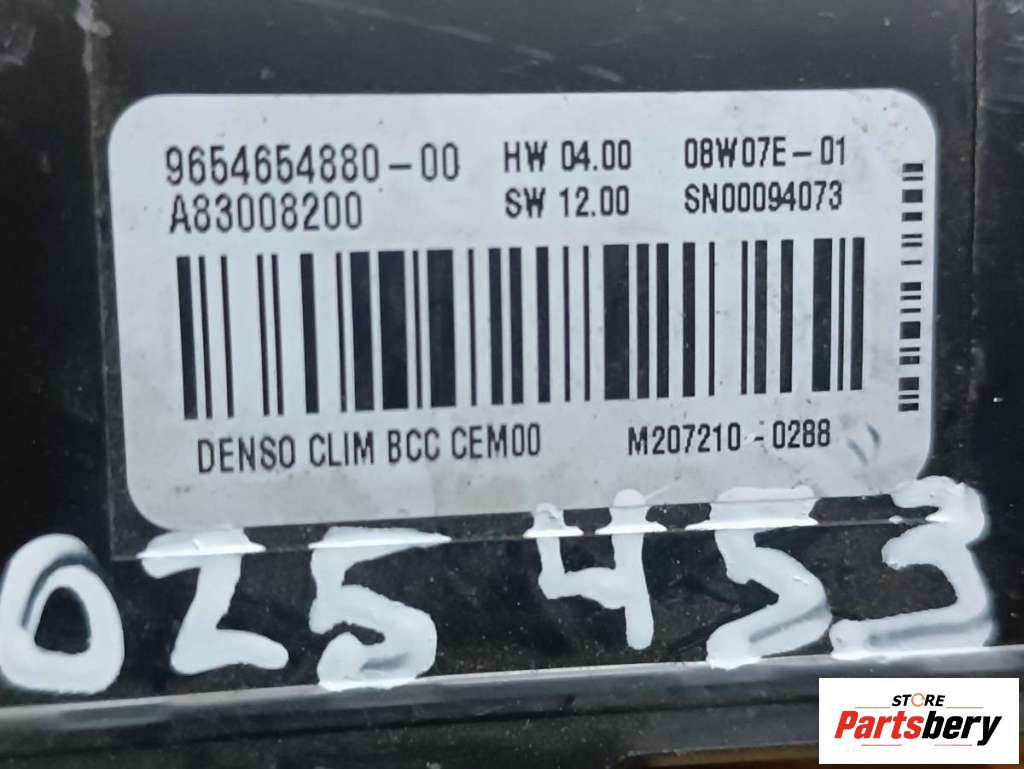 9654654880-00 HW 04.00 08W07E-01
A83008200 SW 12.00 SN00094073
DENSO CLIM BCC CEM00 M207210-0288
025453
STORE
Partsbery